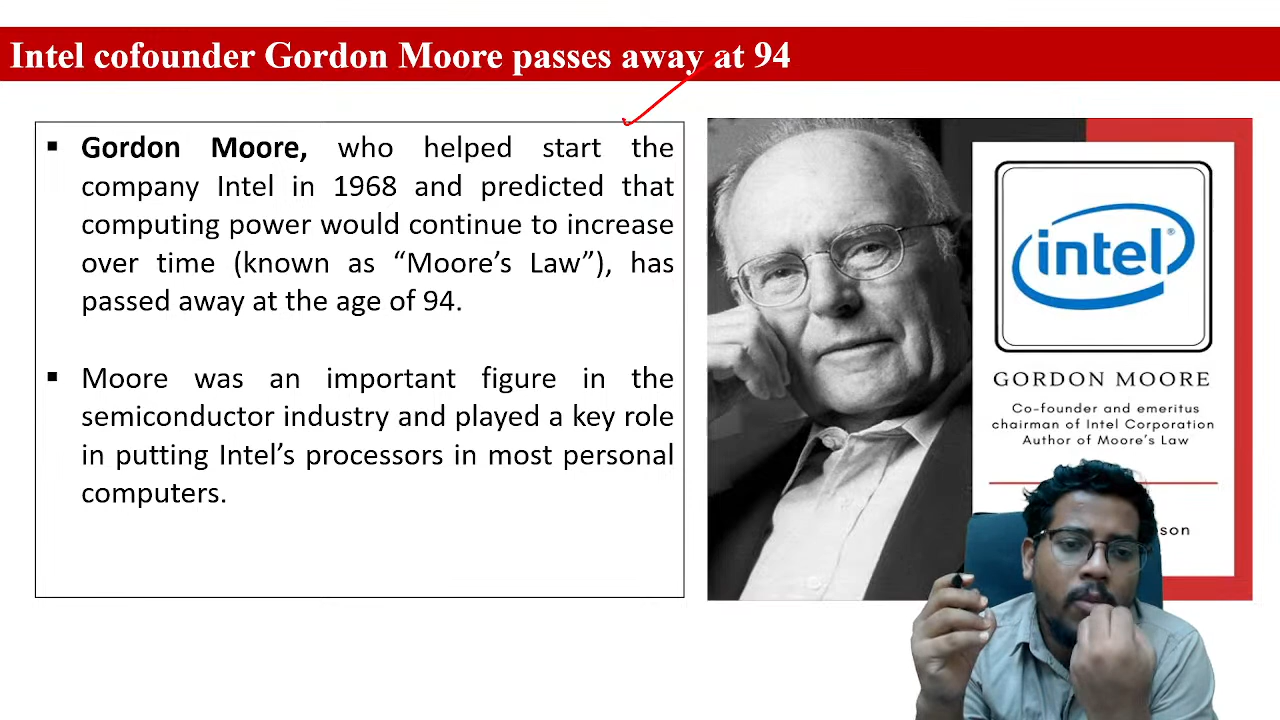 Intel cofounder Gordon Moore passes away at 94
▪ Gordon Moore, who helped start the
company Intel in 1968 and predicted that
computing power would continue to increase
over time (known as “Moore’s Law”), has
passed away at the age of 94.
▪ Moore was an important figure in the
semiconductor industry and played a key role
in putting Intel’s processors in most personal
computers.
intel®
GORDON MOORE
Co-founder and emeritus
chairman of Intel Corporation
Author of Moore’s Law